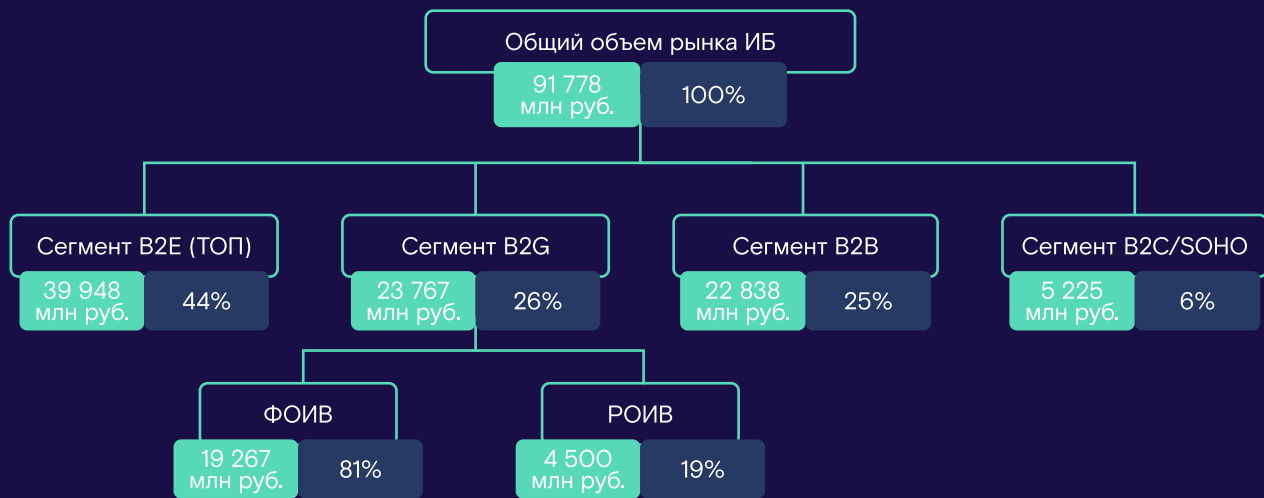 Общий объем рынка ИБ
91 778
млн руб.
100%
Сегмент B2E (ТОП)
39 948
млн руб.
44%
Сегмент B2G
23 767
млн руб.
26%
Сегмент B2B
22 838
млн руб.
25%
Сегмент B2C/SOHO
5 225
млн руб.
6%
ФОИВ
19 267
млн руб.
81%
РОИВ
4 500
млн руб.
19%